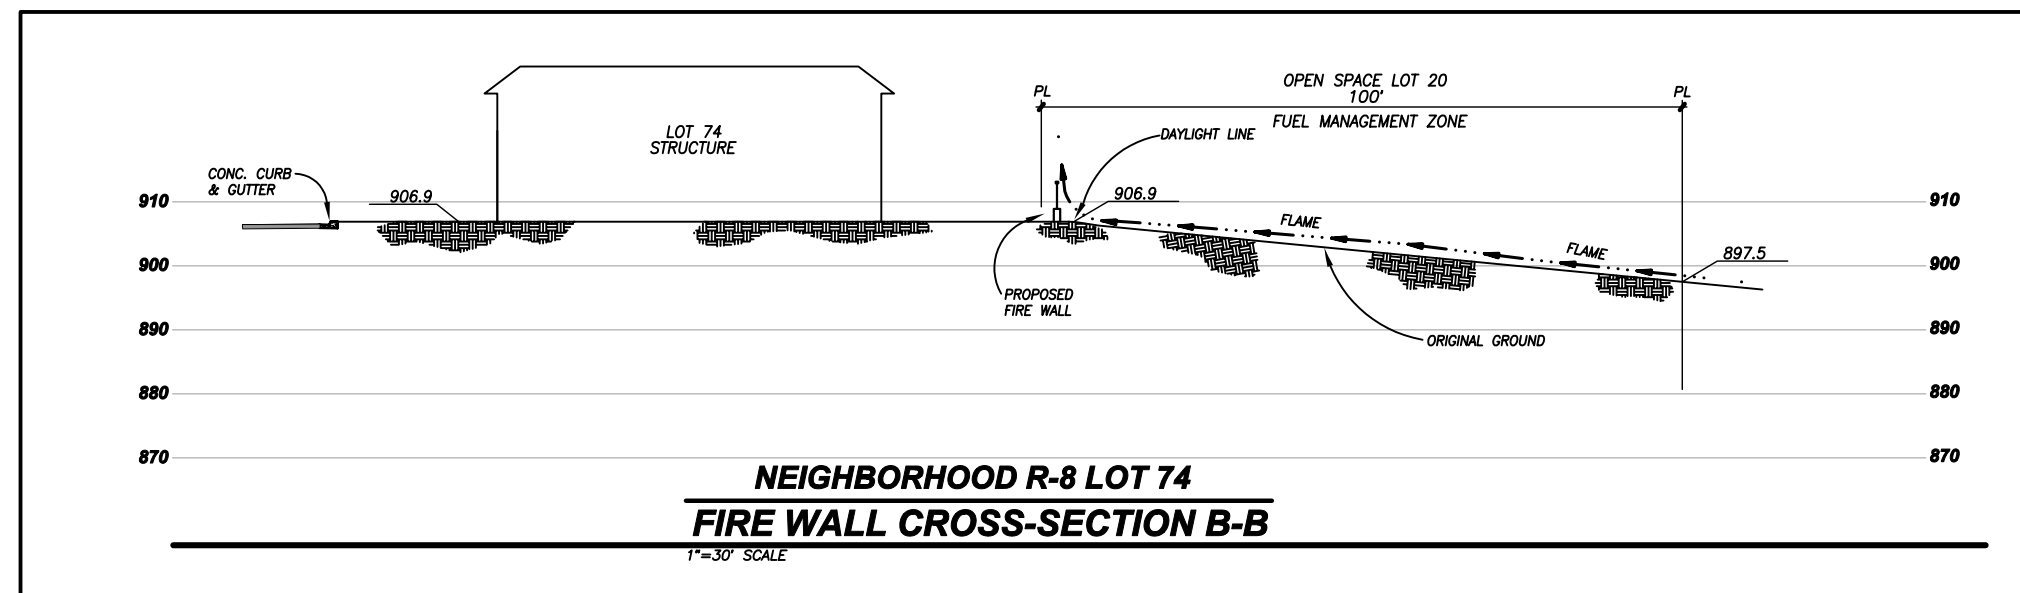 OPEN SPACE LOT 20
100'
PL
PL
FUEL MANAGEMENT ZONE
LOT 74
STRUCTURE
DAYLIGHT LINE
CONC. CURB
& GUTTER
906.9
906.9
910
910
FLAME
FLAME
897.5
900
900
PROPOSED
FIRE WALL
890
890
ORIGINAL GROUND
880
880
870
870
NEIGHBORHOOD R-8 LOT 74
FIRE WALL CROSS-SECTION B-B
1"=30' SCALE